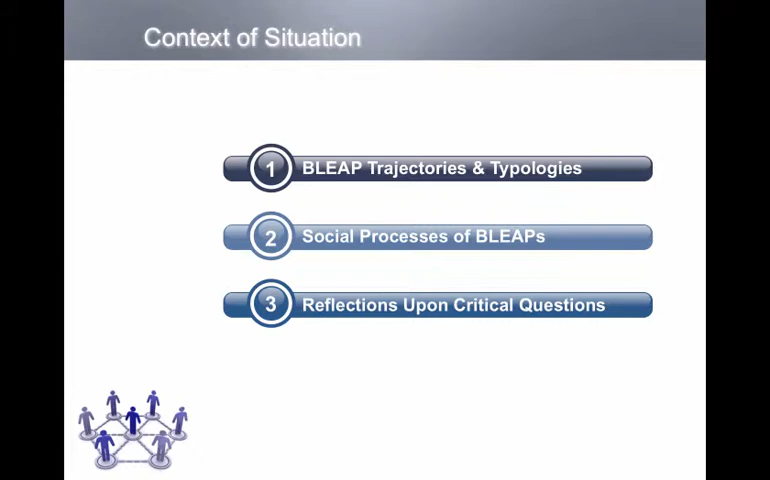 Context of Situation
1 BLEAP Trajectories & Typologies
2 Social Processes of BLEAPs
3 Reflections Upon Critical Questions